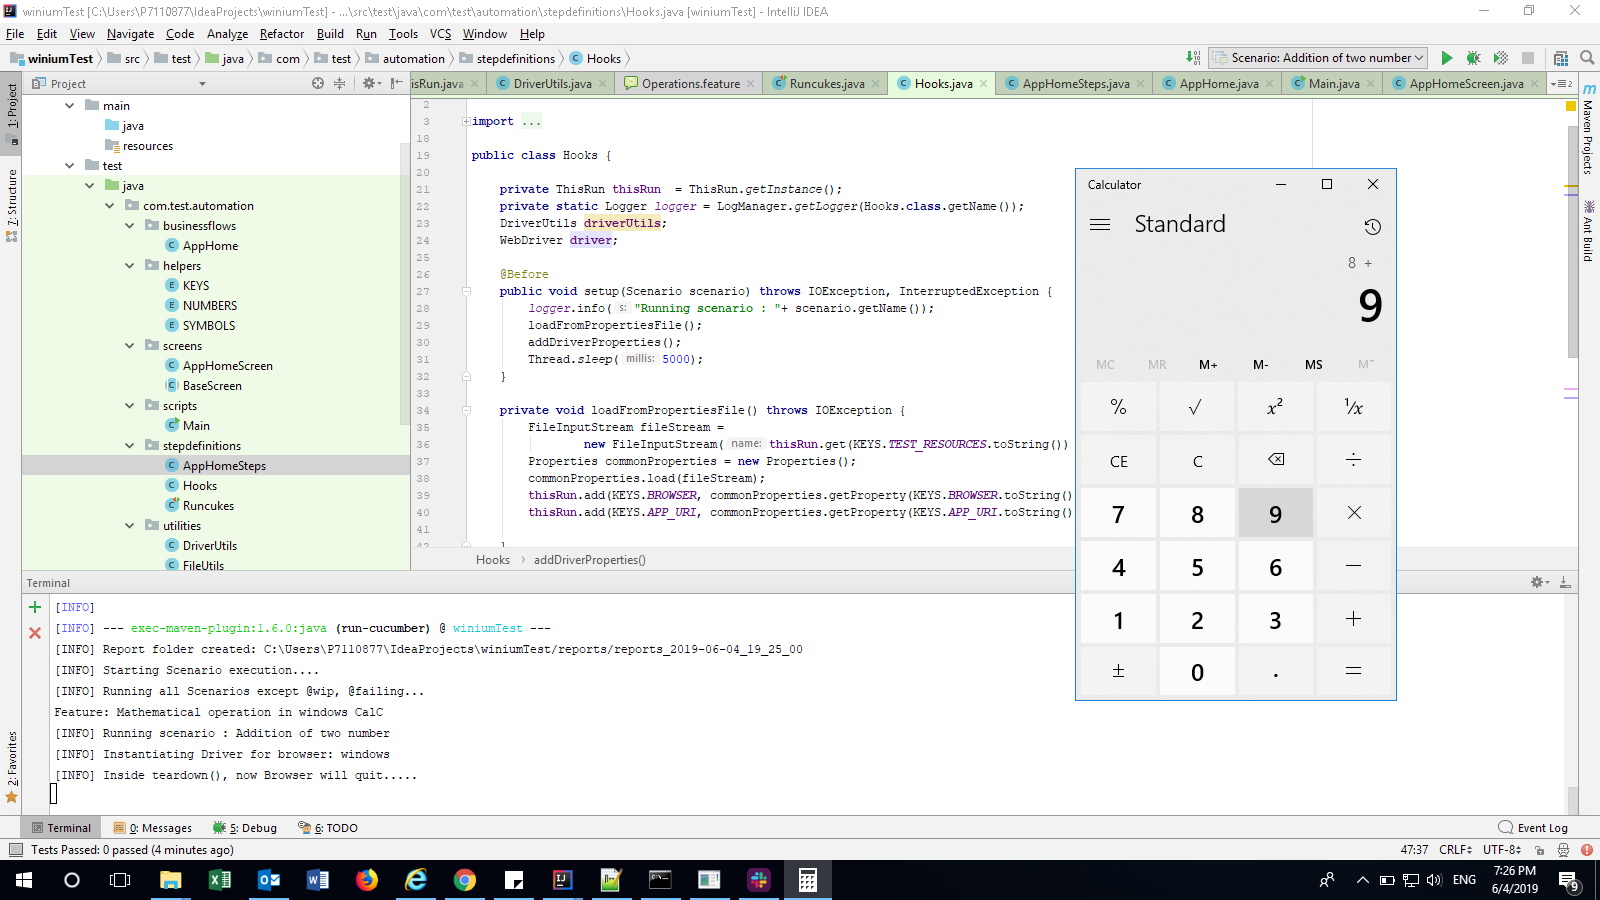 winiumTest [C:\Users\P7110877\IdeaProjects\winiumTest] - ...\src\test\java\com\test\automation\stepdefinitions\Hooks.java [winiumTest] - IntelliJ IDEA
File Edit View Navigate Code Analyze Refactor Build Run Tools VCS Window Help
winiumTest src test java com test automation stepdefinitions Hooks
Scenario: Addition of two number
Project
isRun.java DriverUtils.java Operations.feature Runcukes.java Hooks.java AppHomeSteps.java AppHome.java Main.java AppHomeScreen.java
1: Project
7: Structure
2: Favorites
main
java
resources
test
java
com.test.automation
businessflows
AppHome
helpers
KEYS
NUMBERS
SYMBOLS
screens
AppHomeScreen
BaseScreen
scripts
Main
stepdefinitions
AppHomeSteps
Hooks
Runcukes
utilities
DriverUtils
FileUtils
2
3 import ...
18
19 public class Hooks {
20
21 private ThisRun thisRun = ThisRun.getInstance();
22 private static Logger logger = LogManager.getLogger(Hooks.class.getName());
23 DriverUtils driverUtils;
24 WebDriver driver;
25
26 @Before
27 public void setup(Scenario scenario) throws IOException, InterruptedException {
28 logger.info( s: "Running scenario : "+ scenario.getName());
29 loadFromPropertiesFile();
30 addDriverProperties();
31 Thread.sleep( millis: 5000);
32 }
33
34 private void loadFromPropertiesFile() throws IOException {
35 FileInputStream fileStream =
36 new FileInputStream( name: thisRun.get(KEYS.TEST_RESOURCES.toString())
37 Properties commonProperties = new Properties();
38 commonProperties.load(fileStream);
39 thisRun.add(KEYS.BROWSER, commonProperties.getProperty(KEYS.BROWSER.toString()
40 thisRun.add(KEYS.APP_URI, commonProperties.getProperty(KEYS.APP_URI.toString()
41
42 }
Hooks addDriverProperties()
Maven Projects
Ant Build
Calculator
Standard
8 +
9
MC MR M+ M- MS M˅
% √ x² ¹/x
CE C ÷
7 8 9 ×
4 5 6 −
1 2 3 +
± 0 . =
Terminal
[INFO]
[INFO] --- exec-maven-plugin:1.6.0:java (run-cucumber) @ winiumTest ---
[INFO] Report folder created: C:\Users\P7110877\IdeaProjects\winiumTest/reports/reports_2019-06-04_19_25_00
[INFO] Starting Scenario execution....
[INFO] Running all Scenarios except @wip, @failing...
Feature: Mathematical operation in windows CalC
[INFO] Running scenario : Addition of two number
[INFO] Instantiating Driver for browser: windows
[INFO] Inside teardown(), now Browser will quit.....
Terminal 0: Messages 5: Debug 6: TODO Event Log
Tests Passed: 0 passed (4 minutes ago) 47:37 CRLF UTF-8
ENG 7:26 PM
6/4/2019
9